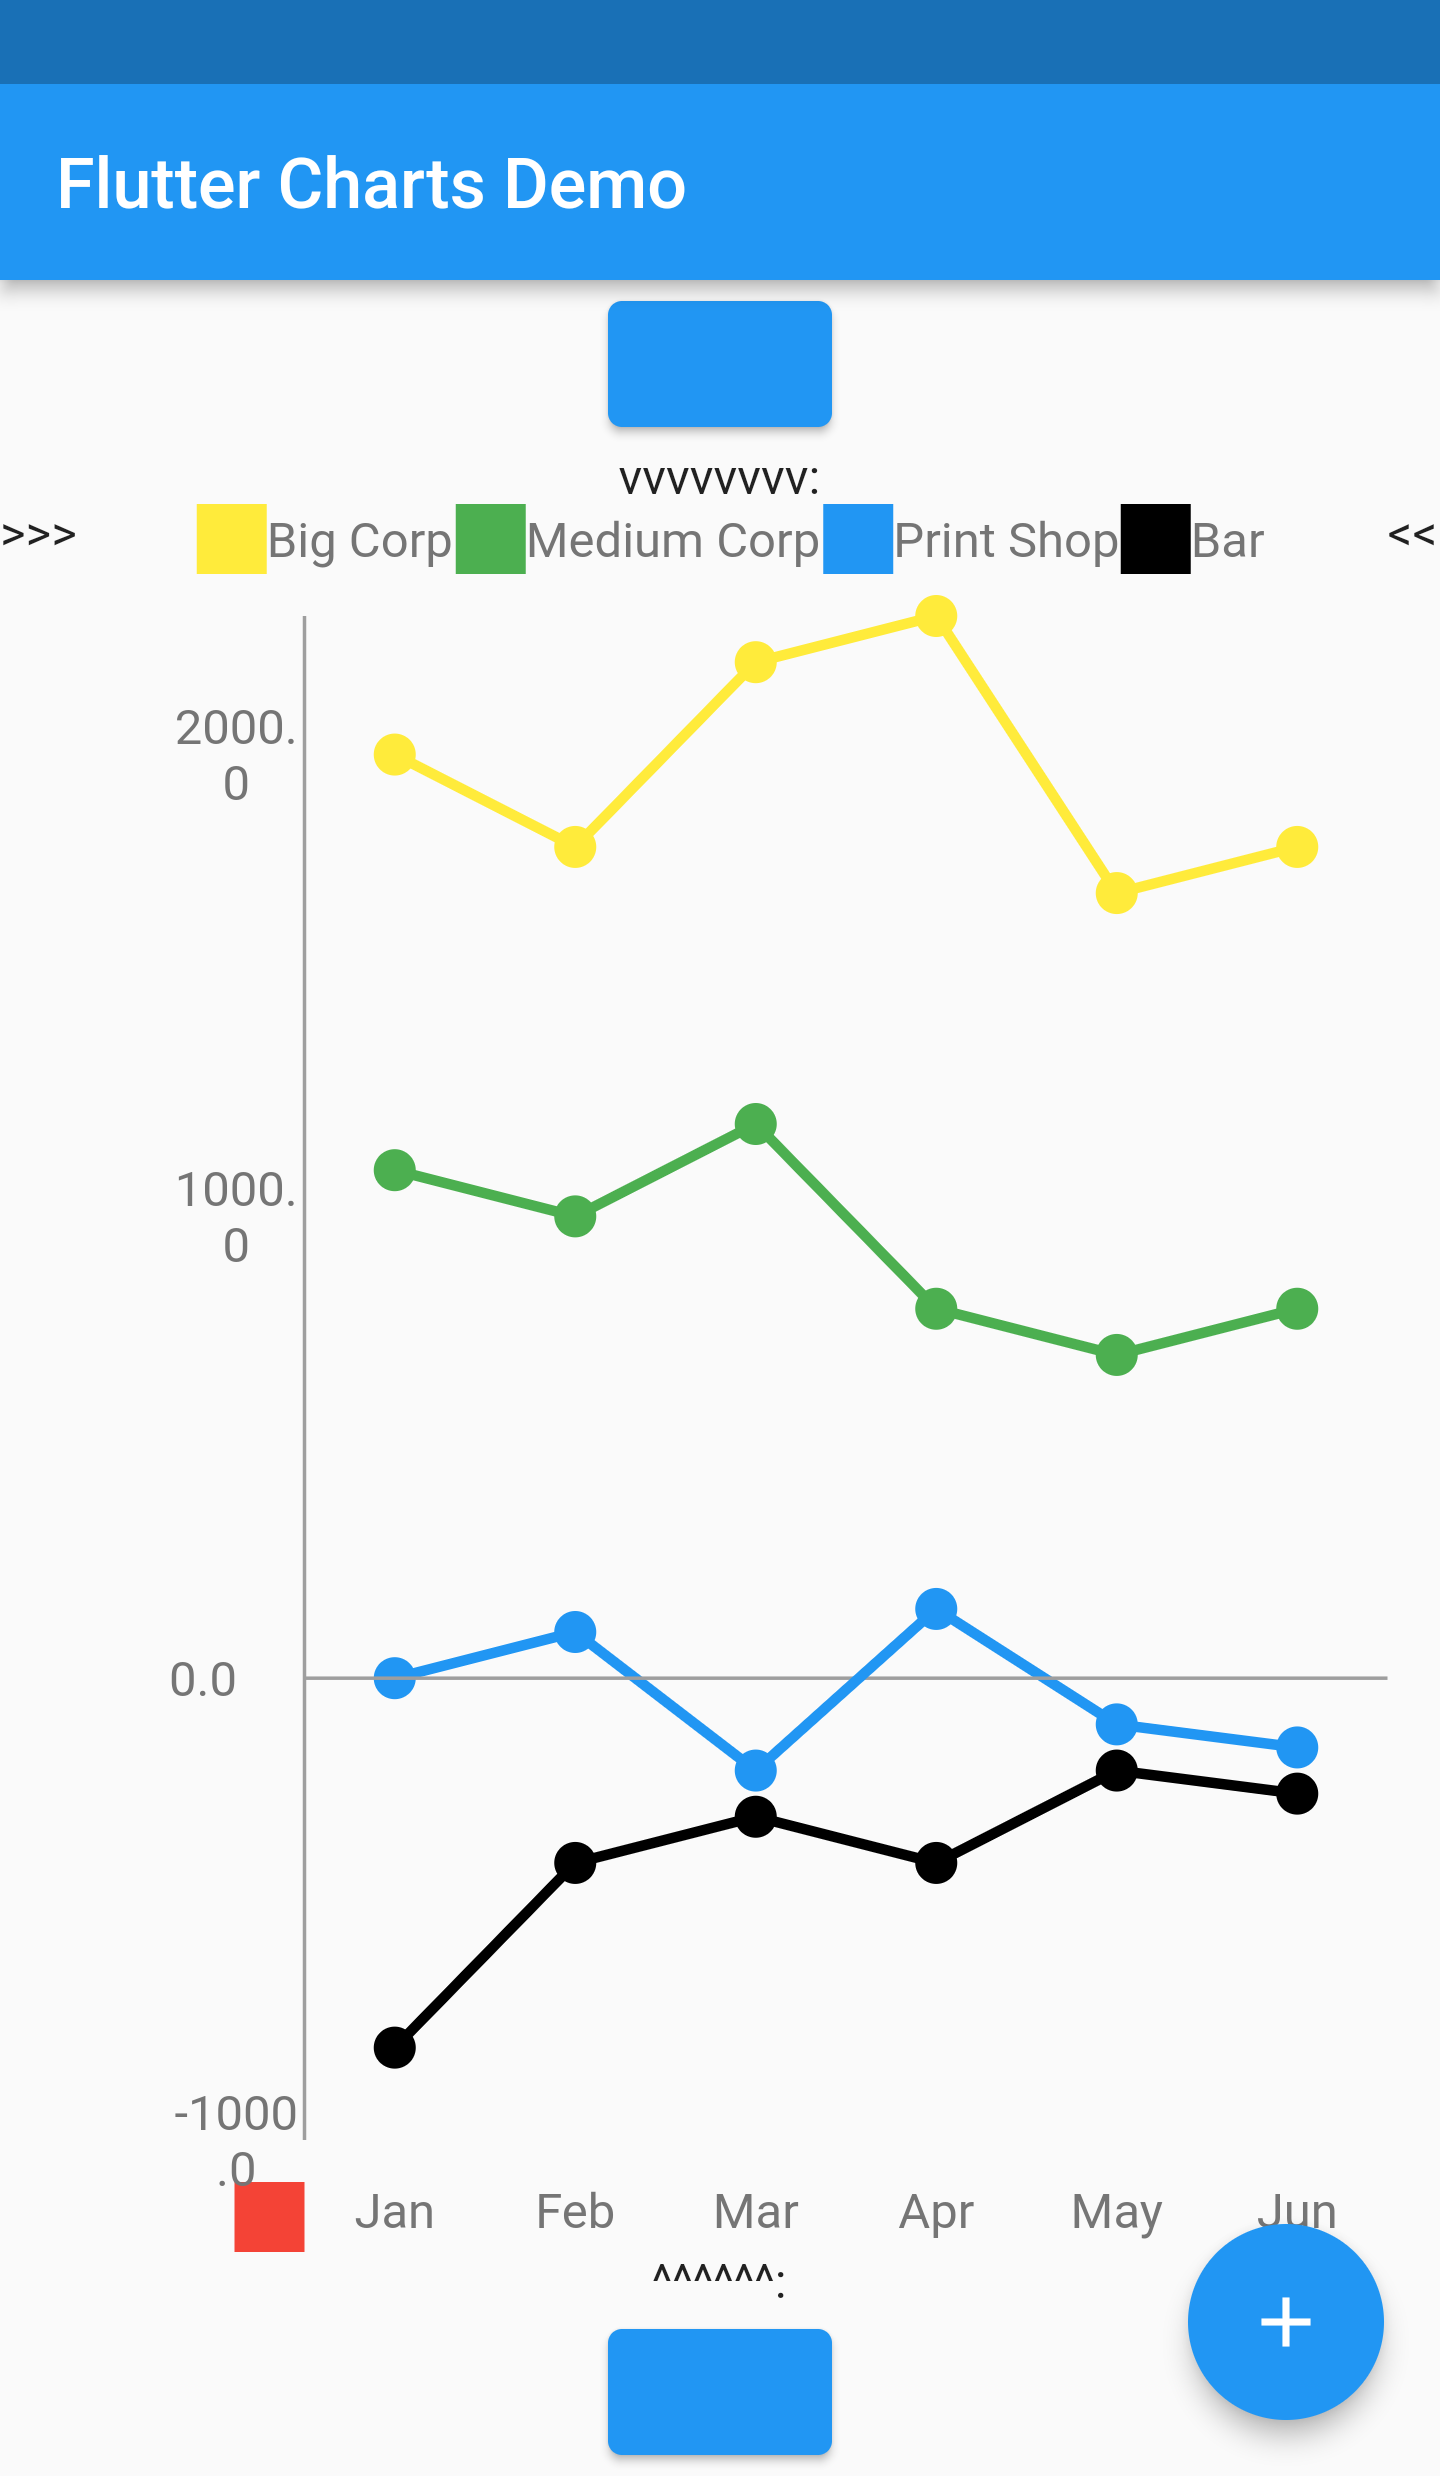 Flutter Charts Demo
vvvvvvvv:
>>> Big Corp Medium Corp Print Shop Bar <<
2000.
0
1000.
0
0.0
-1000
.0
Jan Feb Mar Apr May Jun
^^^^^^:
+